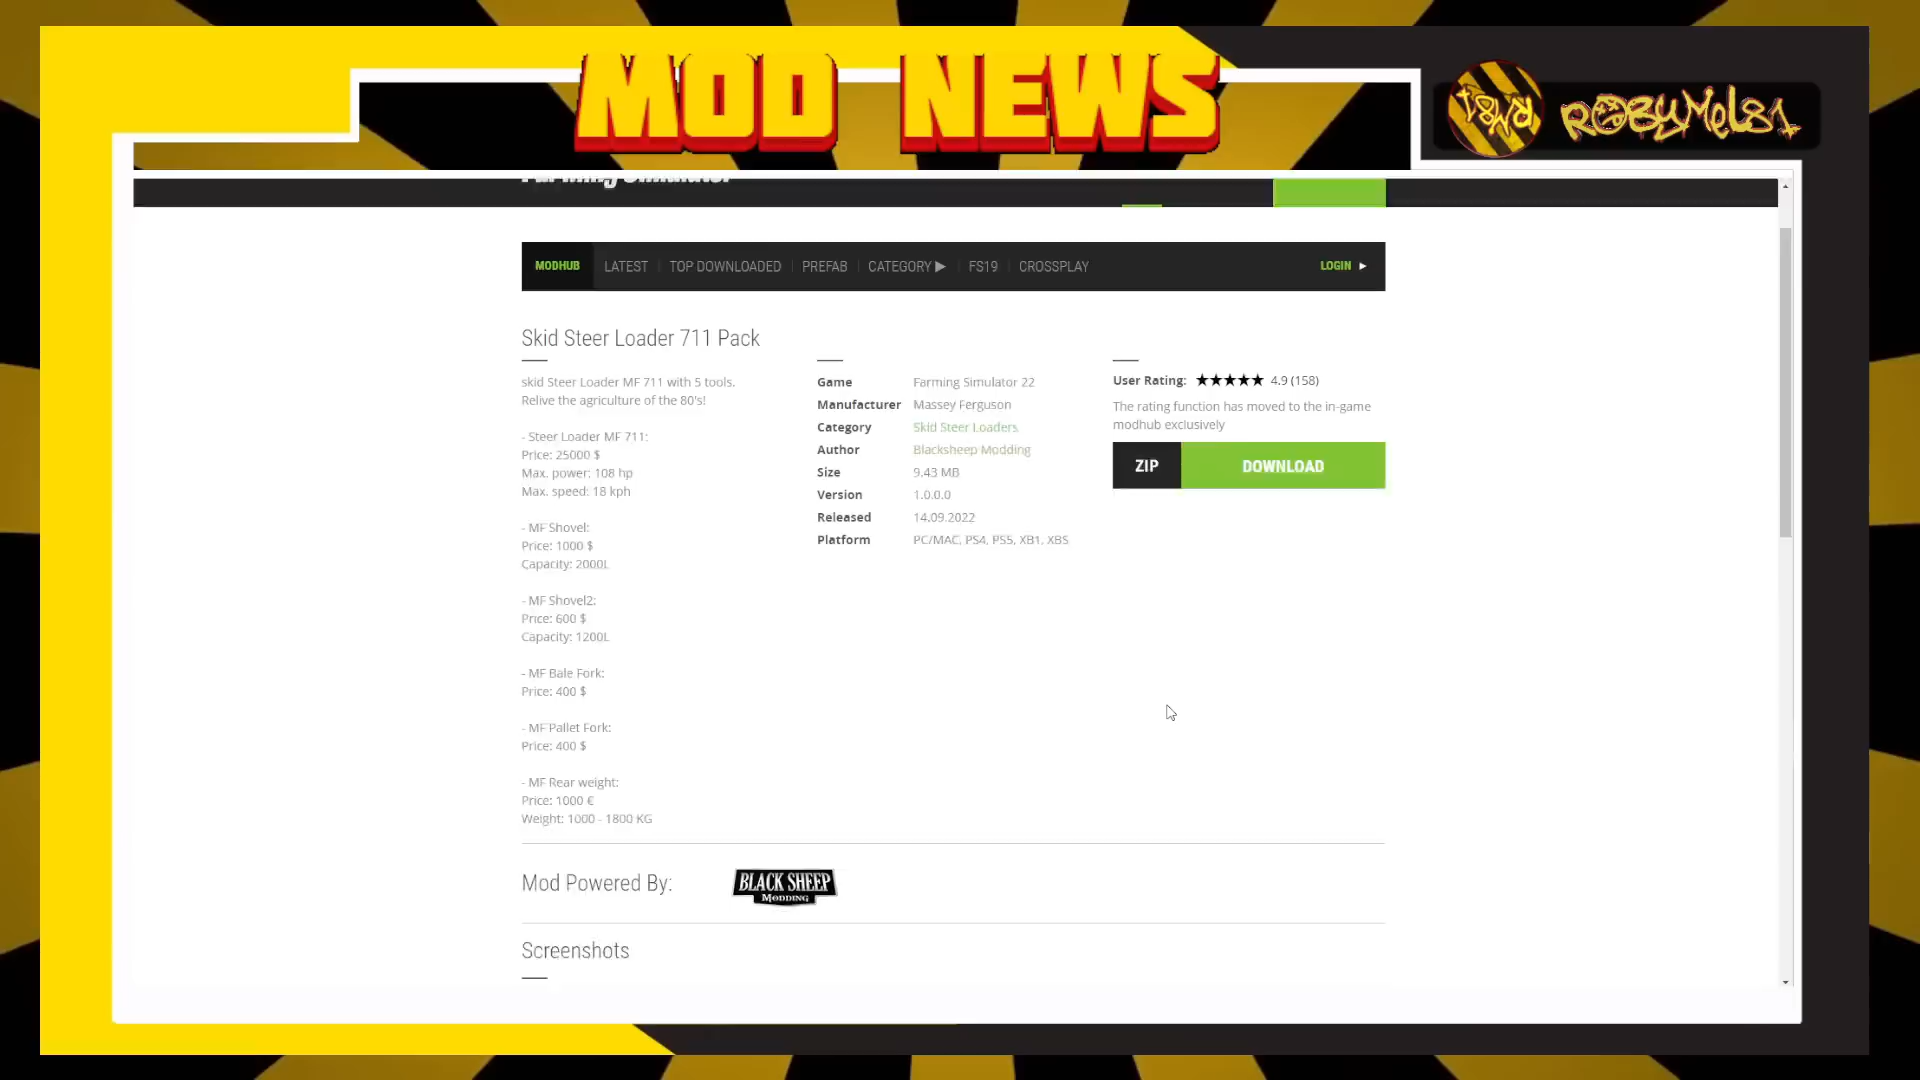 MOD NEWS
RM81
RobyMel81
Farming Simulator
MODHUB LATEST TOP DOWNLOADED PREFAB CATEGORY ▶ FS19 CROSSPLAY LOGIN ▶
Skid Steer Loader 711 Pack
skid Steer Loader MF 711 with 5 tools.
Relive the agriculture of the 80's!
- Steer Loader MF 711:
Price: 25000 $
Max. power: 108 hp
Max. speed: 18 kph
- MF Shovel:
Price: 1000 $
Capacity: 2000L
- MF Shovel2:
Price: 600 $
Capacity: 1200L
- MF Bale Fork:
Price: 400 $
- MF Pallet Fork:
Price: 400 $
- MF Rear weight:
Price: 1000 €
Weight: 1000 - 1800 KG
Game Farming Simulator 22
Manufacturer Massey Ferguson
Category Skid Steer Loaders
Author Blacksheep Modding
Size 9.43 MB
Version 1.0.0.0
Released 14.09.2022
Platform PC/MAC, PS4, PS5, XB1, XBS
User Rating: ★★★★★ 4.9 (158)
The rating function has moved to the in-game
modhub exclusively
ZIP DOWNLOAD
Mod Powered By:
BLACK SHEEP
MODDING
Screenshots